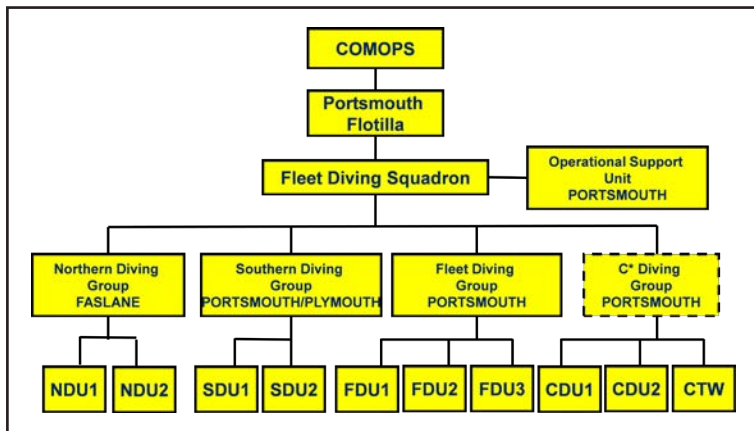 COMOPS
Portsmouth
Flotilla
Fleet Diving Squadron
Operational Support
Unit
PORTSMOUTH
Northern Diving
Group
FASLANE
Southern Diving
Group
PORTSMOUTH/PLYMOUTH
Fleet Diving
Group
PORTSMOUTH
C* Diving
Group
PORTSMOUTH
NDU1
NDU2
SDU1
SDU2
FDU1
FDU2
FDU3
CDU1
CDU2
CTW